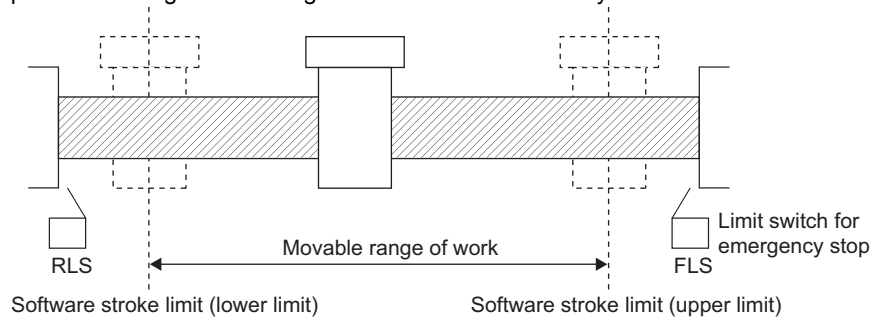 Limit switch for
emergency stop
Movable range of work
RLS
FLS
Software stroke limit (lower limit)
Software stroke limit (upper limit)